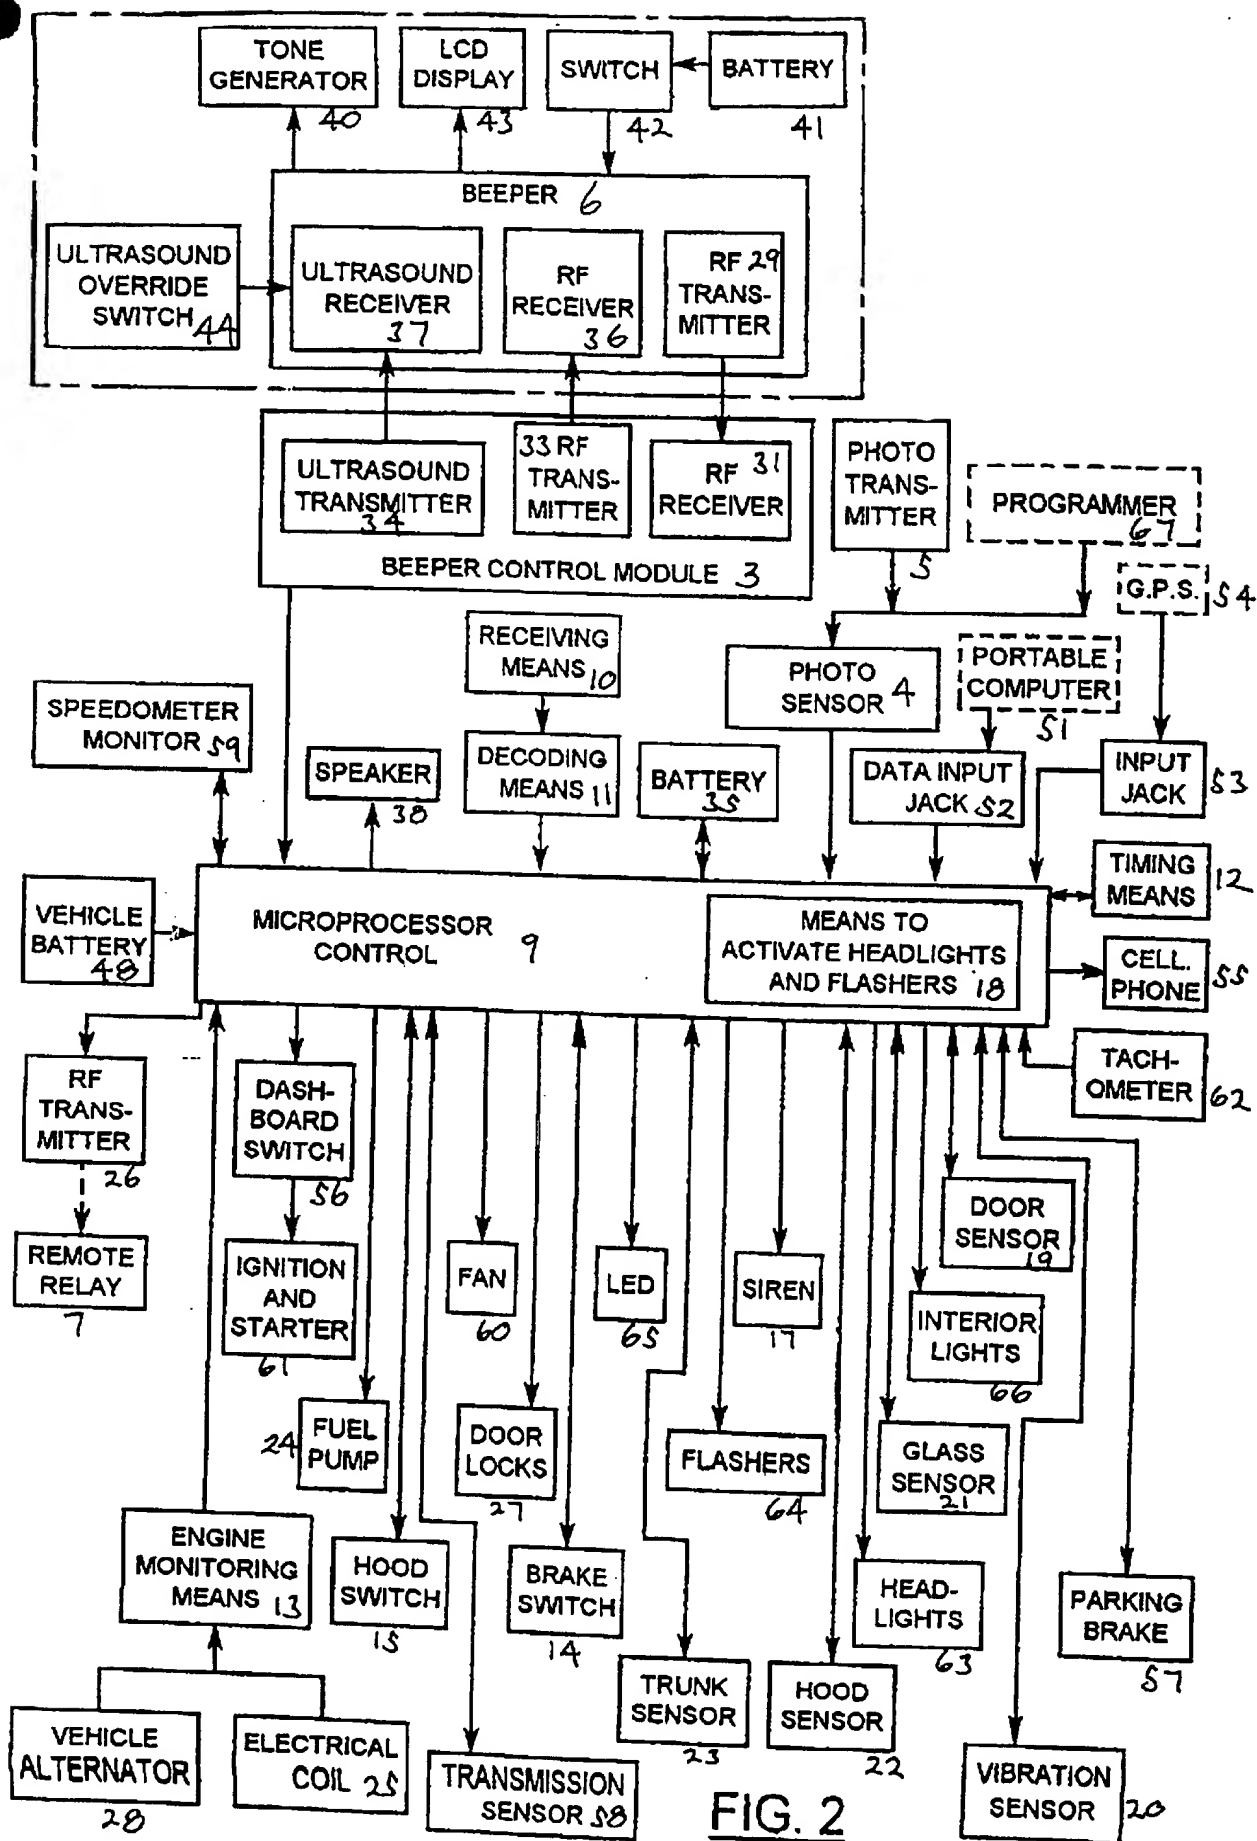 TONE
GENERATOR
40
LCD
DISPLAY
43
SWITCH
42
BATTERY
41
BEEPER 6
ULTRASOUND
OVERRIDE
SWITCH 44
ULTRASOUND
RECEIVER
37
RF
RECEIVER
36
RF 29
TRANS-
MITTER
ULTRASOUND
TRANSMITTER
34
33 RF
TRANS-
MITTER
31
RF
RECEIVER
BEEPER CONTROL MODULE 3
PHOTO
TRANS-
MITTER
5
PROGRAMMER
67
G.P.S. 54
RECEIVING
MEANS 10
PHOTO
SENSOR 4
PORTABLE
COMPUTER
51
SPEEDOMETER
MONITOR 59
SPEAKER
38
DECODING
MEANS 11
BATTERY
35
DATA INPUT
JACK 52
INPUT
JACK 53
TIMING
MEANS 12
VEHICLE
BATTERY
48
MICROPROCESSOR
CONTROL 9
MEANS TO
ACTIVATE HEADLIGHTS
AND FLASHERS 18
CELL.
PHONE 55
RF
TRANS-
MITTER
26
DASH-
BOARD
SWITCH
56
TACH-
OMETER 62
REMOTE
RELAY
7
IGNITION
AND
STARTER
61
FAN
60
LED
65
SIREN
17
DOOR
SENSOR
19
INTERIOR
LIGHTS
66
24 FUEL
PUMP
DOOR
LOCKS
27
FLASHERS
64
GLASS
SENSOR
21
ENGINE
MONITORING
MEANS 13
HOOD
SWITCH
15
BRAKE
SWITCH
14
HEAD-
LIGHTS
63
PARKING
BRAKE
57
VEHICLE
ALTERNATOR
28
ELECTRICAL
COIL 25
TRANSMISSION
SENSOR 58
TRUNK
SENSOR
23
HOOD
SENSOR
22
VIBRATION
SENSOR 20
FIG. 2